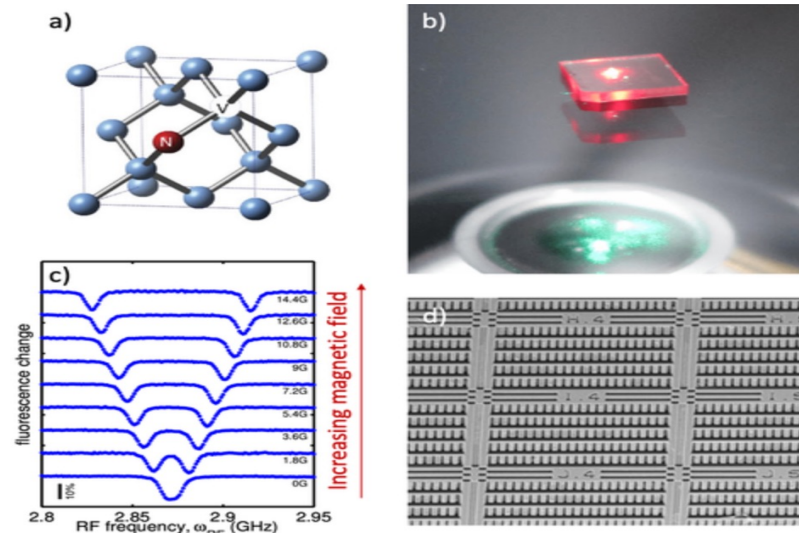 a)
V
N
b)
c)
14.4G
12.6G
10.8G
9G
7.2G
5.4G
3.6G
1.8G
0G
10%
fluorescence change
Increasing magnetic field
2.8
2.85
2.9
2.95
RF frequency, ω (GHz)
d)
1.4